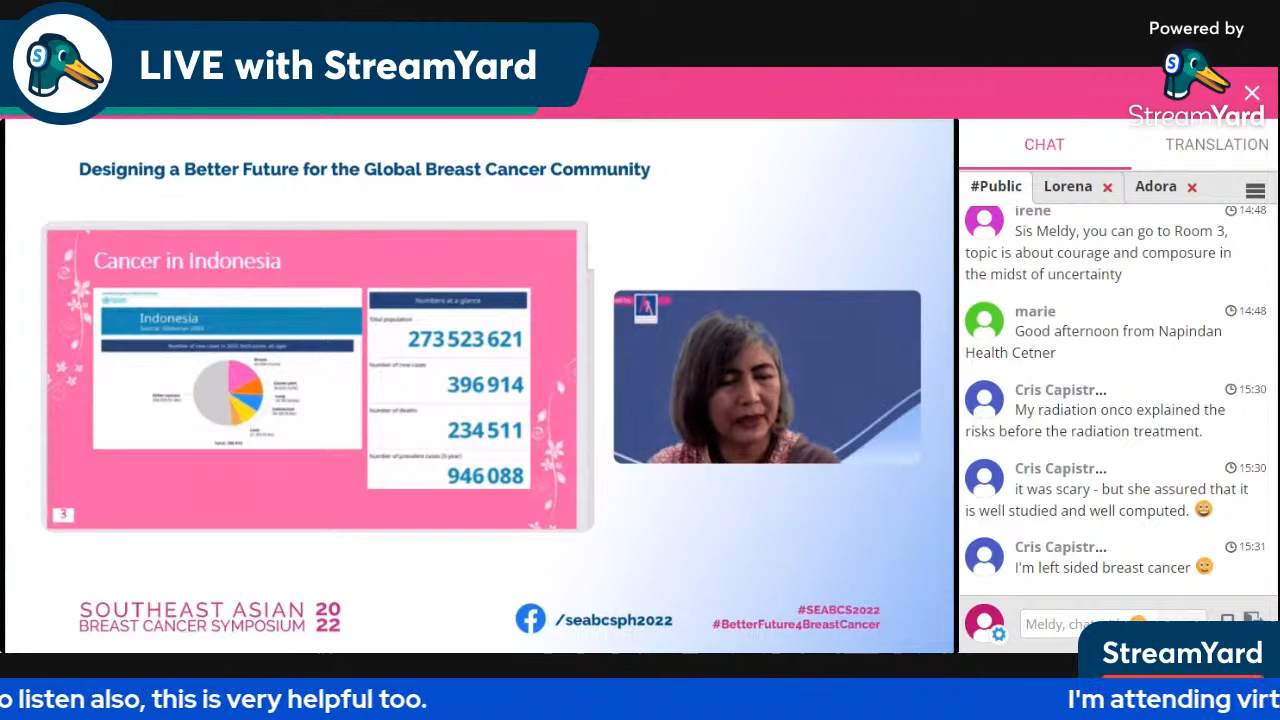 LIVE with StreamYard
Powered by
StreamYard
Designing a Better Future for the Global Breast Cancer Community
Cancer in Indonesia
Indonesia
Numbers at a glance
Total population
273 523 621
Number of new cases
396 914
Number of deaths
234 511
Number of prevalent cases (5-year)
946 088
3
SOUTHEAST ASIAN
BREAST CANCER SYMPOSIUM
20
22
/seabcsph2022
#SEABCS2022
#BetterFuture4BreastCancer
CHAT
TRANSLATION
#Public
Lorena
Adora
irene
14:48
Sis Meldy, you can go to Room 3,
topic is about courage and composure in
the midst of uncertainty
marie
14:48
Good afternoon from Napindan
Health Cetner
Cris Capistr...
15:30
My radiation onco explained the
risks before the radiation treatment.
Cris Capistr...
15:30
it was scary - but she assured that it
is well studied and well computed.
Cris Capistr...
15:31
I'm left sided breast cancer
Meldy,
StreamYard
o listen also, this is very helpful too.
I'm attending virt